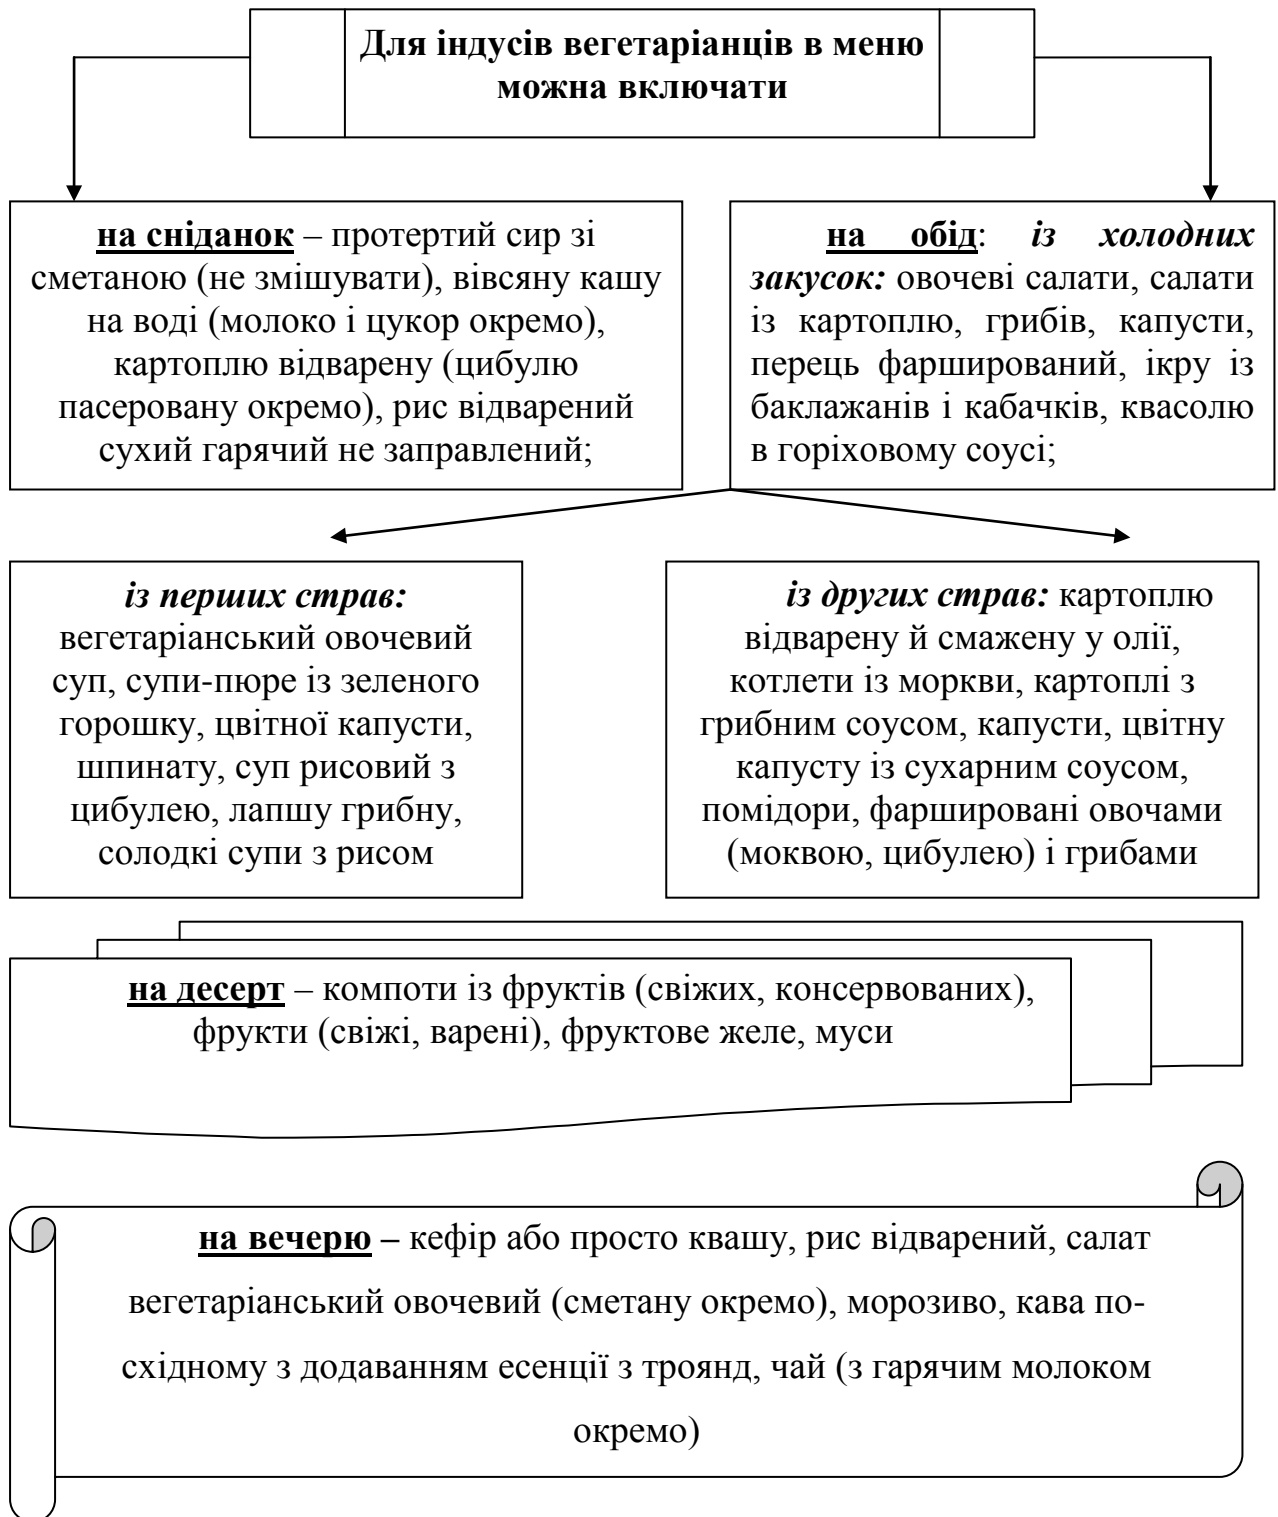 Для індусів вегетаріанців в меню
можна включати
на сніданок – протертий сир зі
сметаною (не змішувати), вівсяну кашу
на воді (молоко і цукор окремо),
картоплю відварену (цибулю
пасеровану окремо), рис відварений
сухий гарячий не заправлений;
на обід: із холодних
закусок: овочеві салати, салати
із картоплю, грибів, капусти,
перець фарширований, ікру із
баклажанів і кабачків, квасолю
в горіховому соусі;
із перших страв:
вегетаріанський овочевий
суп, супи-пюре із зеленого
горошку, цвітної капусти,
шпинату, суп рисовий з
цибулею, лапшу грибну,
солодкі супи з рисом
із других страв: картоплю
відварену й смажену у олії,
котлети із моркви, картоплі з
грибним соусом, капусти, цвітну
капусту із сухарним соусом,
помідори, фаршировані овочами
(моквою, цибулею) і грибами
на десерт – компоти із фруктів (свіжих, консервованих),
фрукти (свіжі, варені), фруктове желе, муси
на вечерю – кефір або просто квашу, рис відварений, салат
вегетаріанський овочевий (сметану окремо), морозиво, кава по-
східному з додаванням есенції з троянд, чай (з гарячим молоком
окремо)